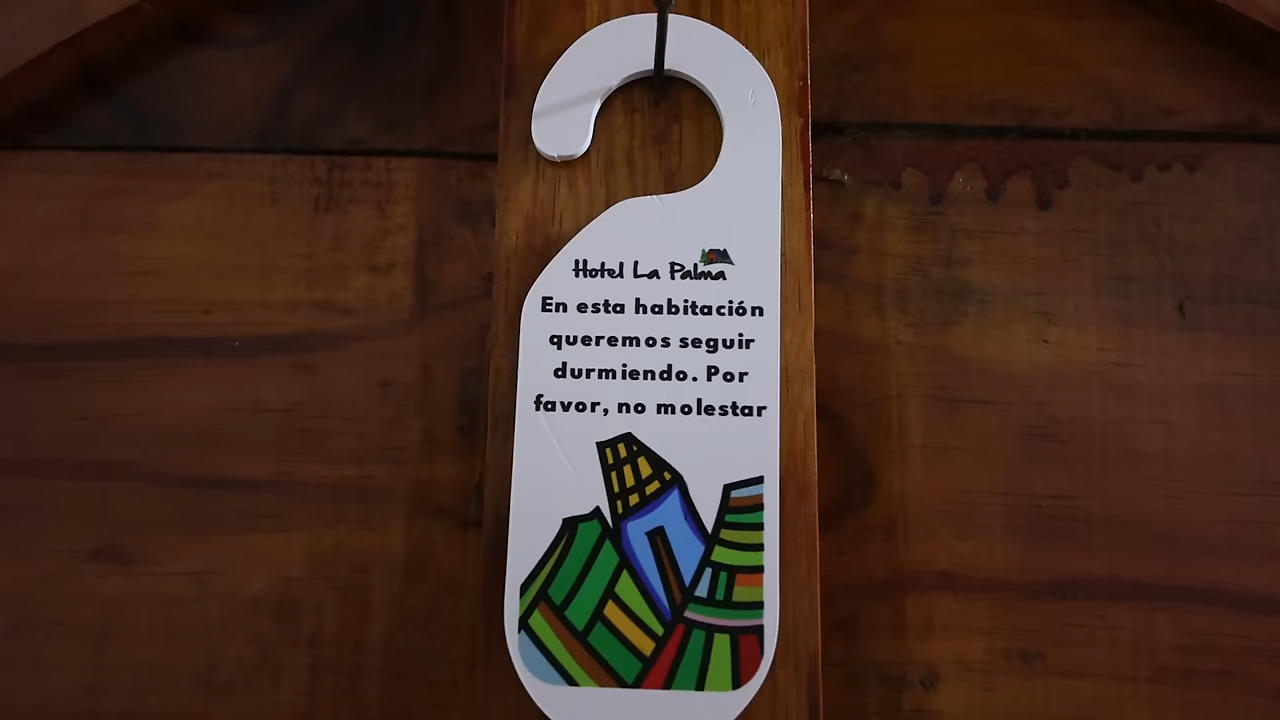 Hotel La Palma
En esta habitación
queremos seguir
durmiendo. Por
favor, no molestar